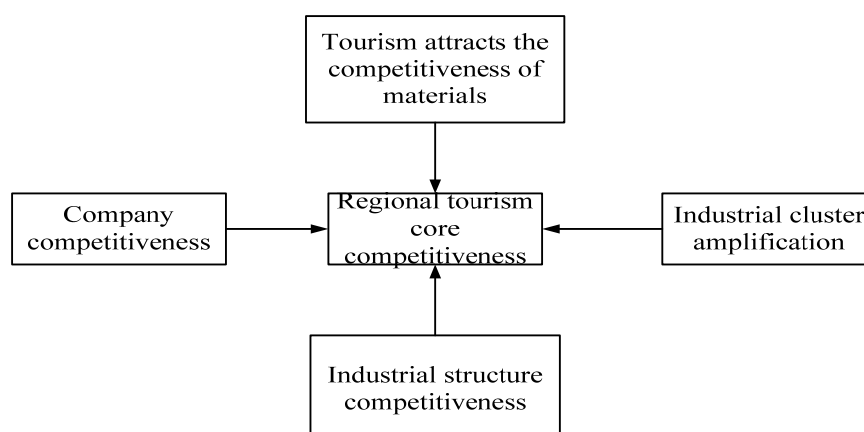 Tourism attracts the
competitiveness of
materials
Company
competitiveness
Regional tourism
core
competitiveness
Industrial cluster
amplification
Industrial structure
competitiveness